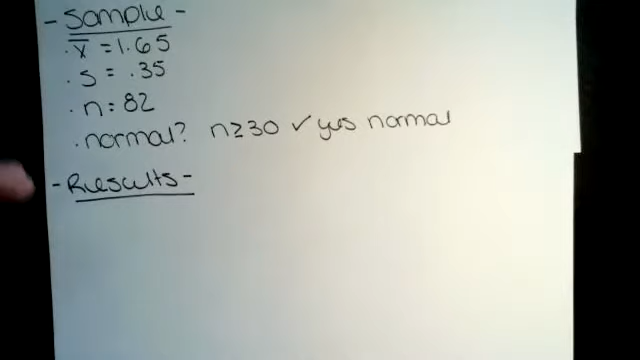 - Sample -
· x̅ = 1.65
· s = .35
· n = 82
· normal? n ≥ 30 ✓ yes normal
- Results -